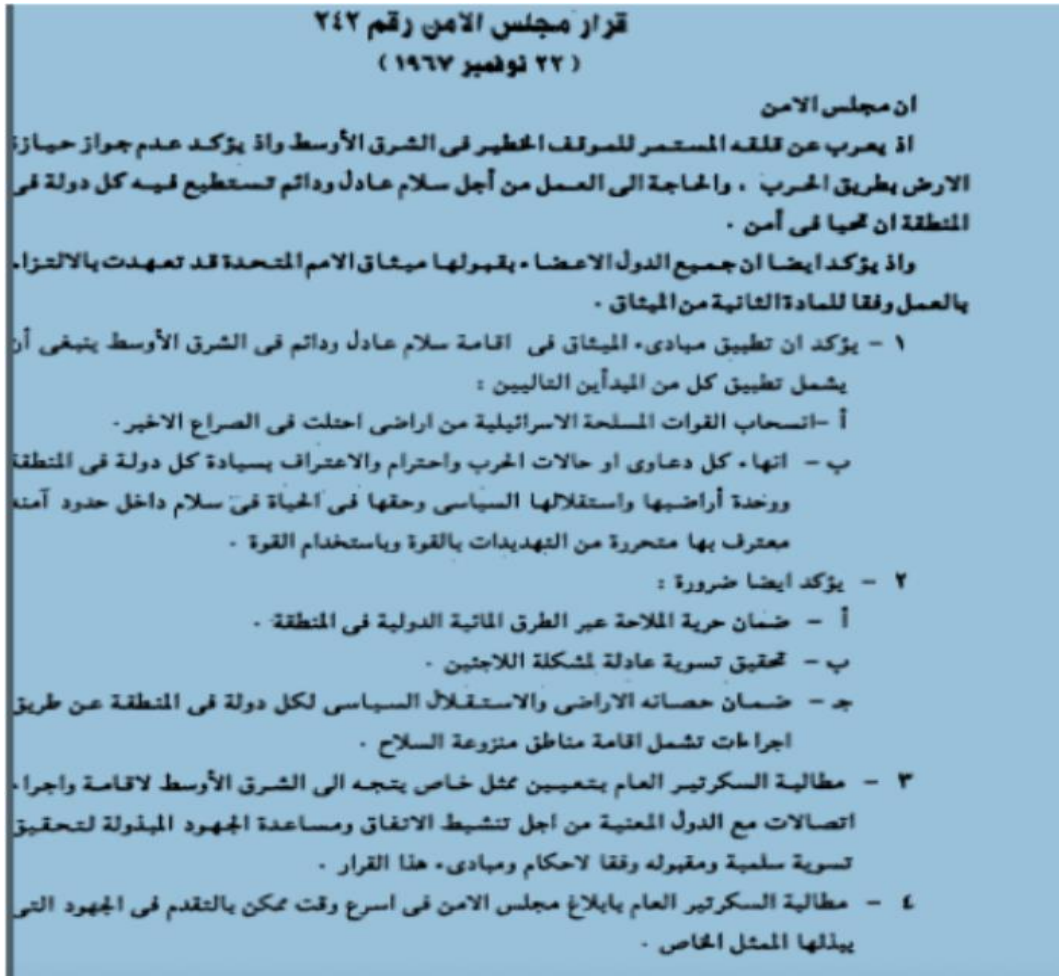 قرار مجلس الامن رقم ٢٤٢
( ٢٢ نوفمبر ١٩٦٧ )
ان مجلس الامن
اذ يعرب عن قلقه المستمر للموقف الخطير فى الشرق الأوسط واذ يؤكد عدم جواز حيازة
الارض بطريق الحرب ، والحاجة الى العمل من أجل سلام عادل ودائم تستطيع فيه كل دولة فى
المنطقة ان تحيا فى أمن .
واذ يؤكد ايضا ان جميع الدول الاعضاء بقبولها ميثاق الامم المتحدة قد تعهدت بالالتزاء
بالعمل وفقا للمادة الثانية من الميثاق .
١ - يؤكد ان تطبيق مبادىء الميثاق فى اقامة سلام عادل ودائم فى الشرق الأوسط ينبغى أن
يشمل تطبيق كل من المبدأين التاليين :
أ -انسحاب القوات المسلحة الاسرائيلية من اراضى احتلت فى الصراع الاخير .
ب - انهاء كل دعاوى او حالات الحرب واحترام والاعتراف بسيادة كل دولة فى المنطقة
ووحدة أراضيها واستقلالها السياسى وحقها فى الحياة فى سلام داخل حدود آمنه
معترف بها متحررة من التهديدات بالقوة وباستخدام القوة .
٢ - يؤكد ايضا ضرورة :
أ - ضمان حرية الملاحة عبر الطرق المائية الدولية فى المنطقة .
ب - تحقيق تسوية عادلة لمشكلة اللاجئين .
جـ - ضمان حصانه الاراضى والاستقلال السياسى لكل دولة فى المنطقة عن طريق
اجراءات تشمل اقامة مناطق منزوعة السلاح .
٣ - مطالبة السكرتير العام بتعيين ممثل خاص يتجه الى الشرق الأوسط لاقامة واجراء
اتصالات مع الدول المعنية من اجل تنشيط الاتفاق ومساعدة الجهود المبذولة لتحقيق
تسوية سلمية ومقبوله وفقا لاحكام ومبادىء هذا القرار .
٤ - مطالبة السكرتير العام بابلاغ مجلس الامن فى اسرع وقت ممكن بالتقدم فى الجهود التى
يبذلها الممثل الخاص .